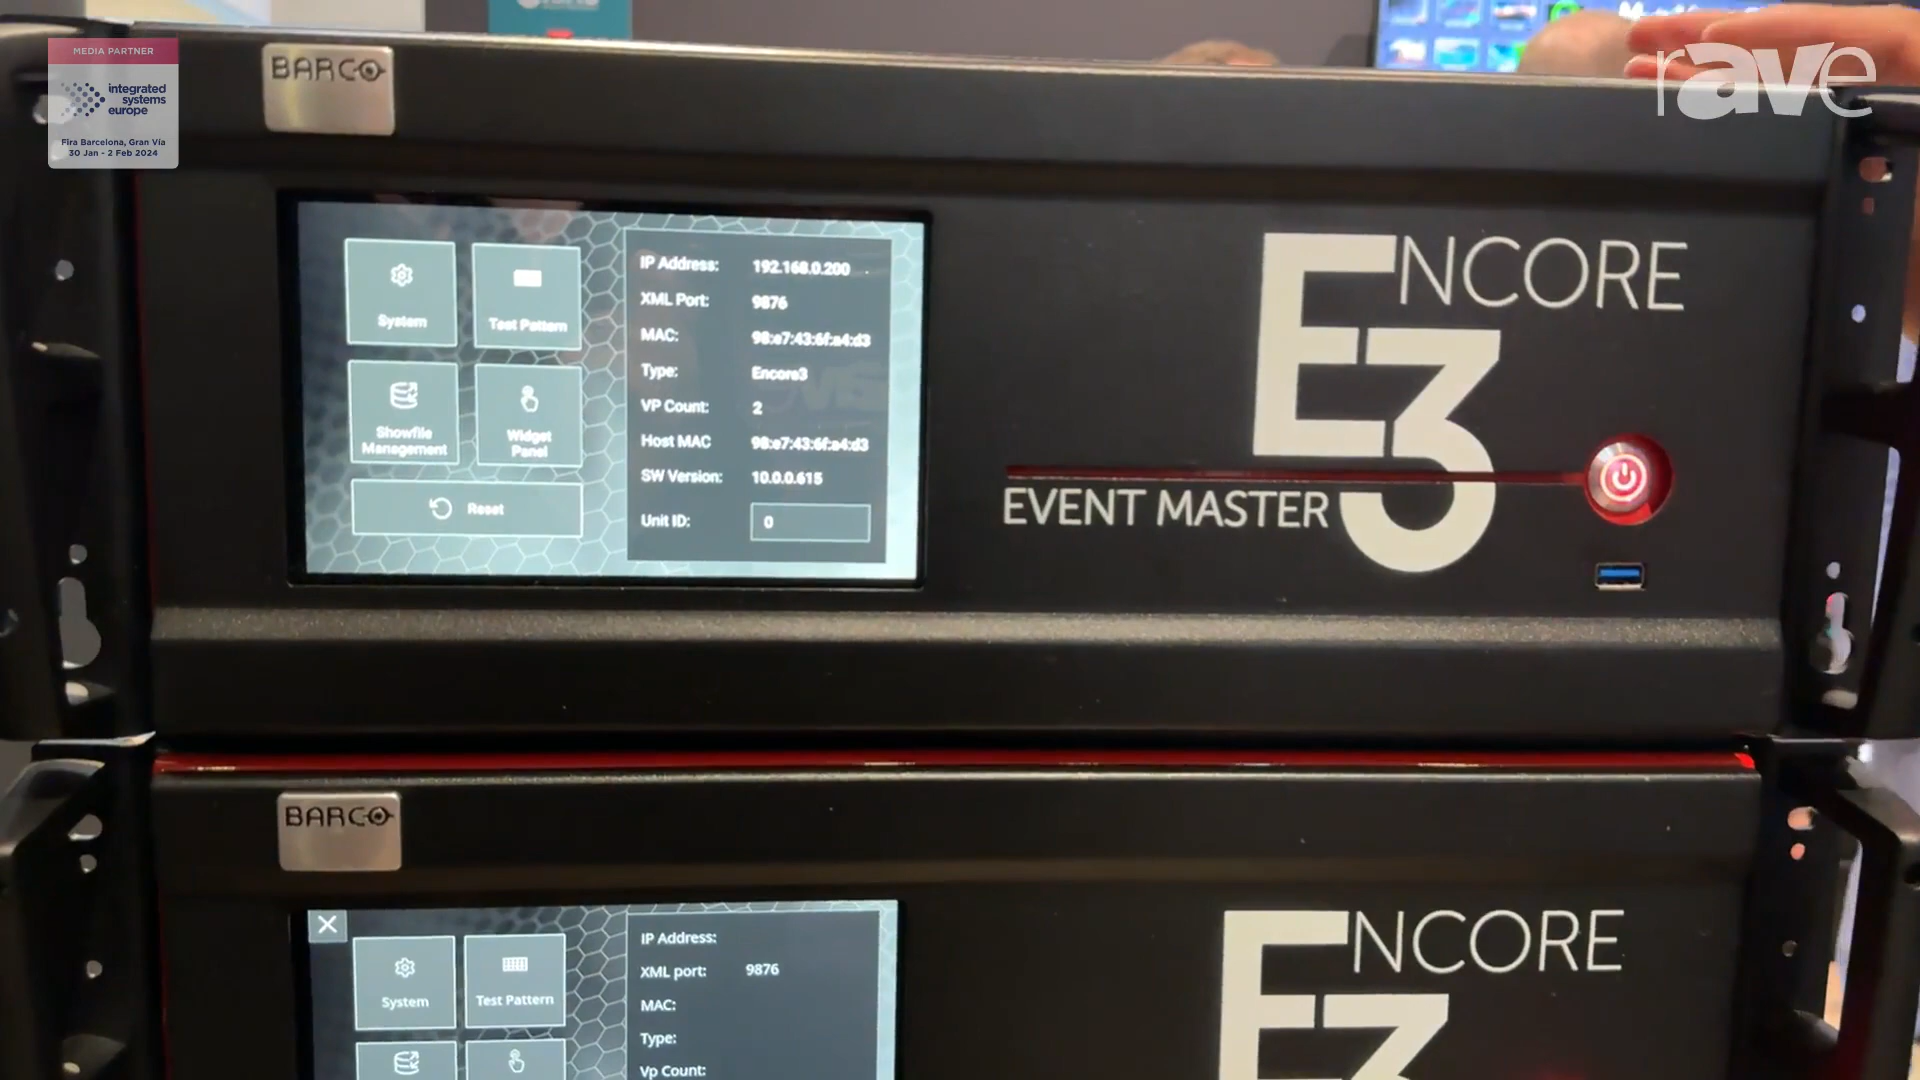 MEDIA PARTNER
integrated
systems
europe
Fira Barcelona, Gran Vía
30 Jan - 2 Feb 2024
rAVe
BARCO
System
Test Pattern
Showfile
Management
Widget
Panel
Reset
IP Address: 192.168.0.200
XML Port: 9876
MAC: 98:e7:43:6f:a4:d3
Type: Encore3
VP Count: 2
Host MAC 98:e7:43:6f:a4:d3
SW Version: 10.0.0.615
Unit ID: 0
ENCORE
E3
EVENT MASTER
BARCO
System
Test Pattern
IP Address:
XML port: 9876
MAC:
Type:
Vp Count:
ENCORE
E3